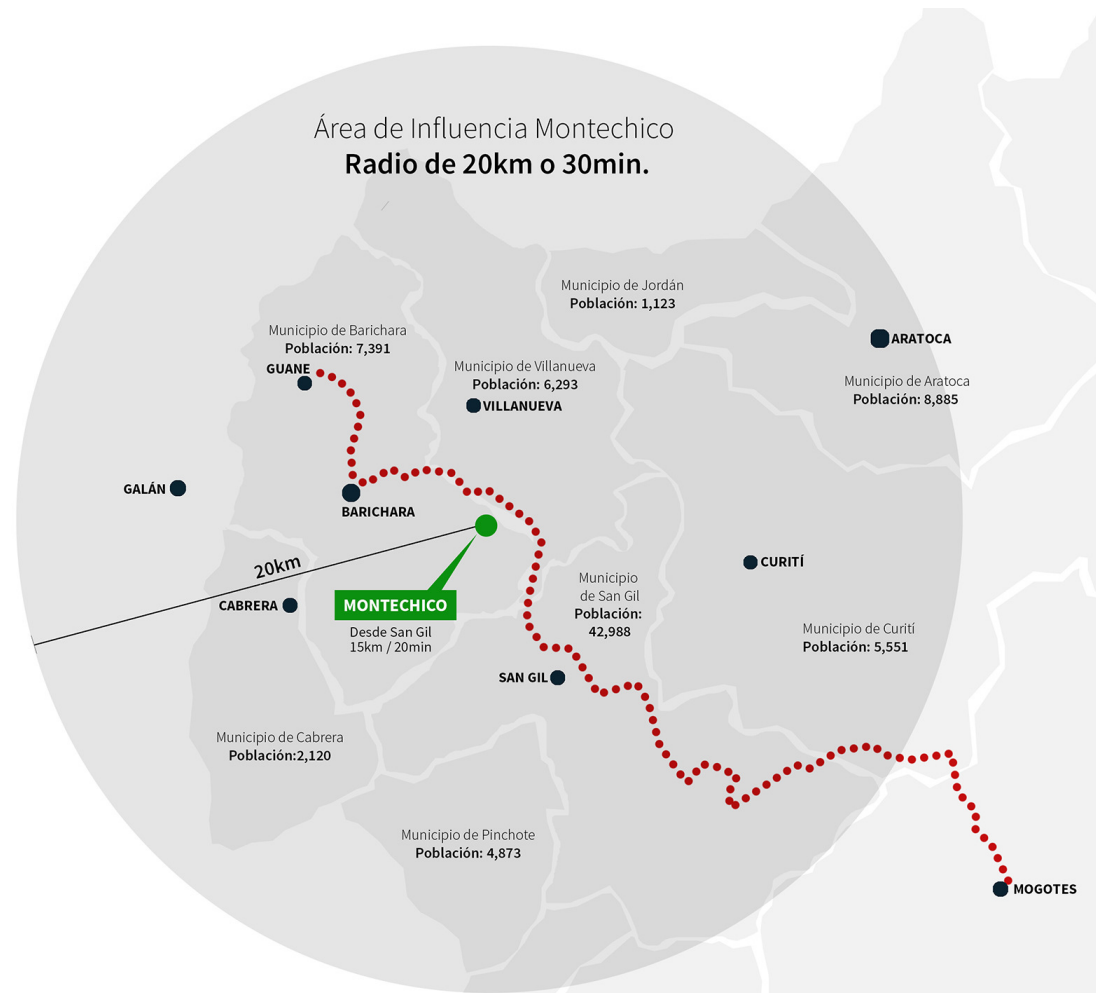 Área de Influencia Montechico
Radio de 20km o 30min.
Municipio de Jordán
Población: 1,123
Municipio de Barichara
Población: 7,391
GUANE
ARATOCA
Municipio de Villanueva
Población: 6,293
VILLANUEVA
Municipio de Aratoca
Población: 8,885
GALÁN
BARICHARA
20km
CURITÍ
CABRERA
MONTECHICO
Desde San Gil
15km / 20min
Municipio
de San Gil
Población:
42,988
Municipio de Curití
Población: 5,551
SAN GIL
Municipio de Cabrera
Población:2,120
Municipio de Pinchote
Población: 4,873
MOGOTES